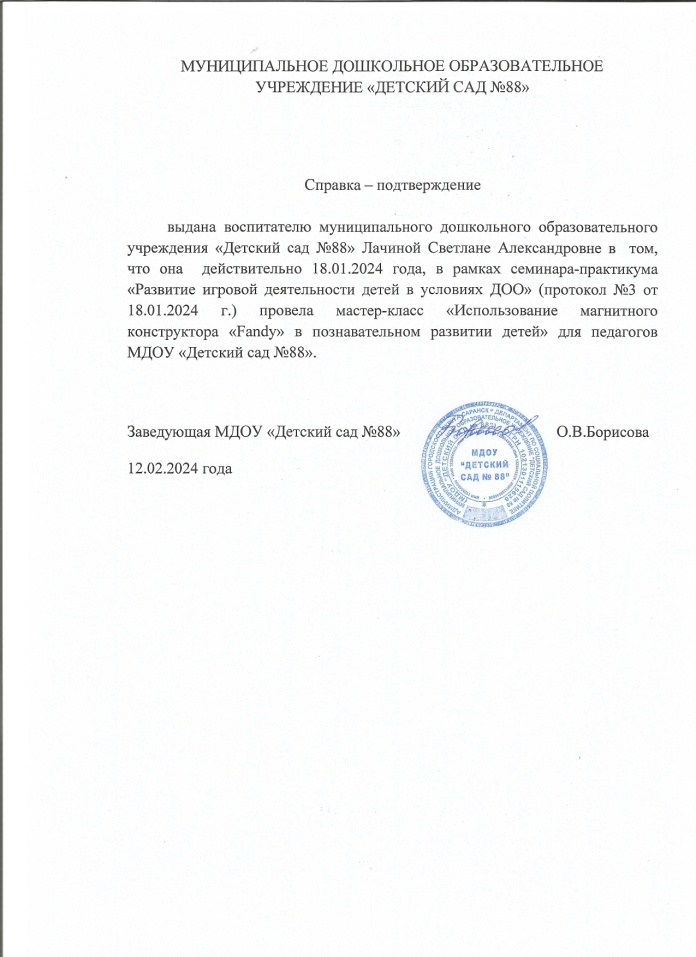 МУНИЦИПАЛЬНОЕ ДОШКОЛЬНОЕ ОБРАЗОВАТЕЛЬНОЕ
УЧРЕЖДЕНИЕ «ДЕТСКИЙ САД №88»
Справка – подтверждение
выдана воспитателю муниципального дошкольного образовательного
учреждения «Детский сад №88» Лачиной Светлане Александровне в том,
что она действительно 18.01.2024 года, в рамках семинара-практикума
«Развитие игровой деятельности детей в условиях ДОО» (протокол №3 от
18.01.2024 г.) провела мастер-класс «Использование магнитного
конструктора «Fandy» в познавательном развитии детей» для педагогов
МДОУ «Детский сад №88».
Заведующая МДОУ «Детский сад №88» О.В.Борисова
12.02.2024 года
МДОУ
"ДЕТСКИЙ
САД № 88"